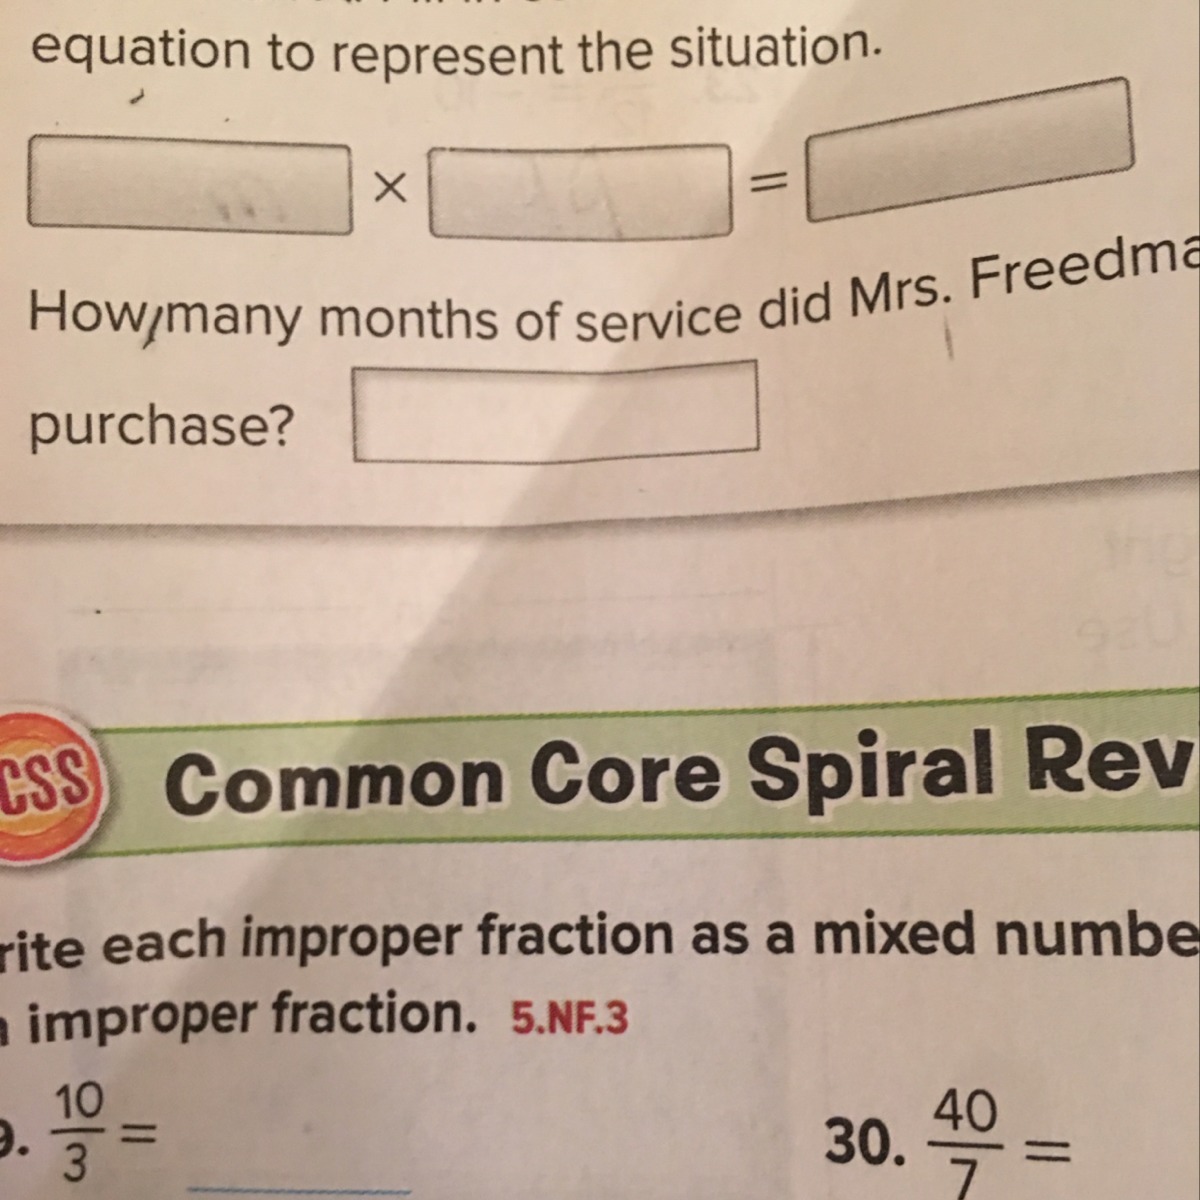 equation to represent the situation.
× =
How many months of service did Mrs. Freedma
purchase?
CSS Common Core Spiral Rev
rite each improper fraction as a mixed numbe
improper fraction. 5.NF.3
10/3 = 30. 40/7 =